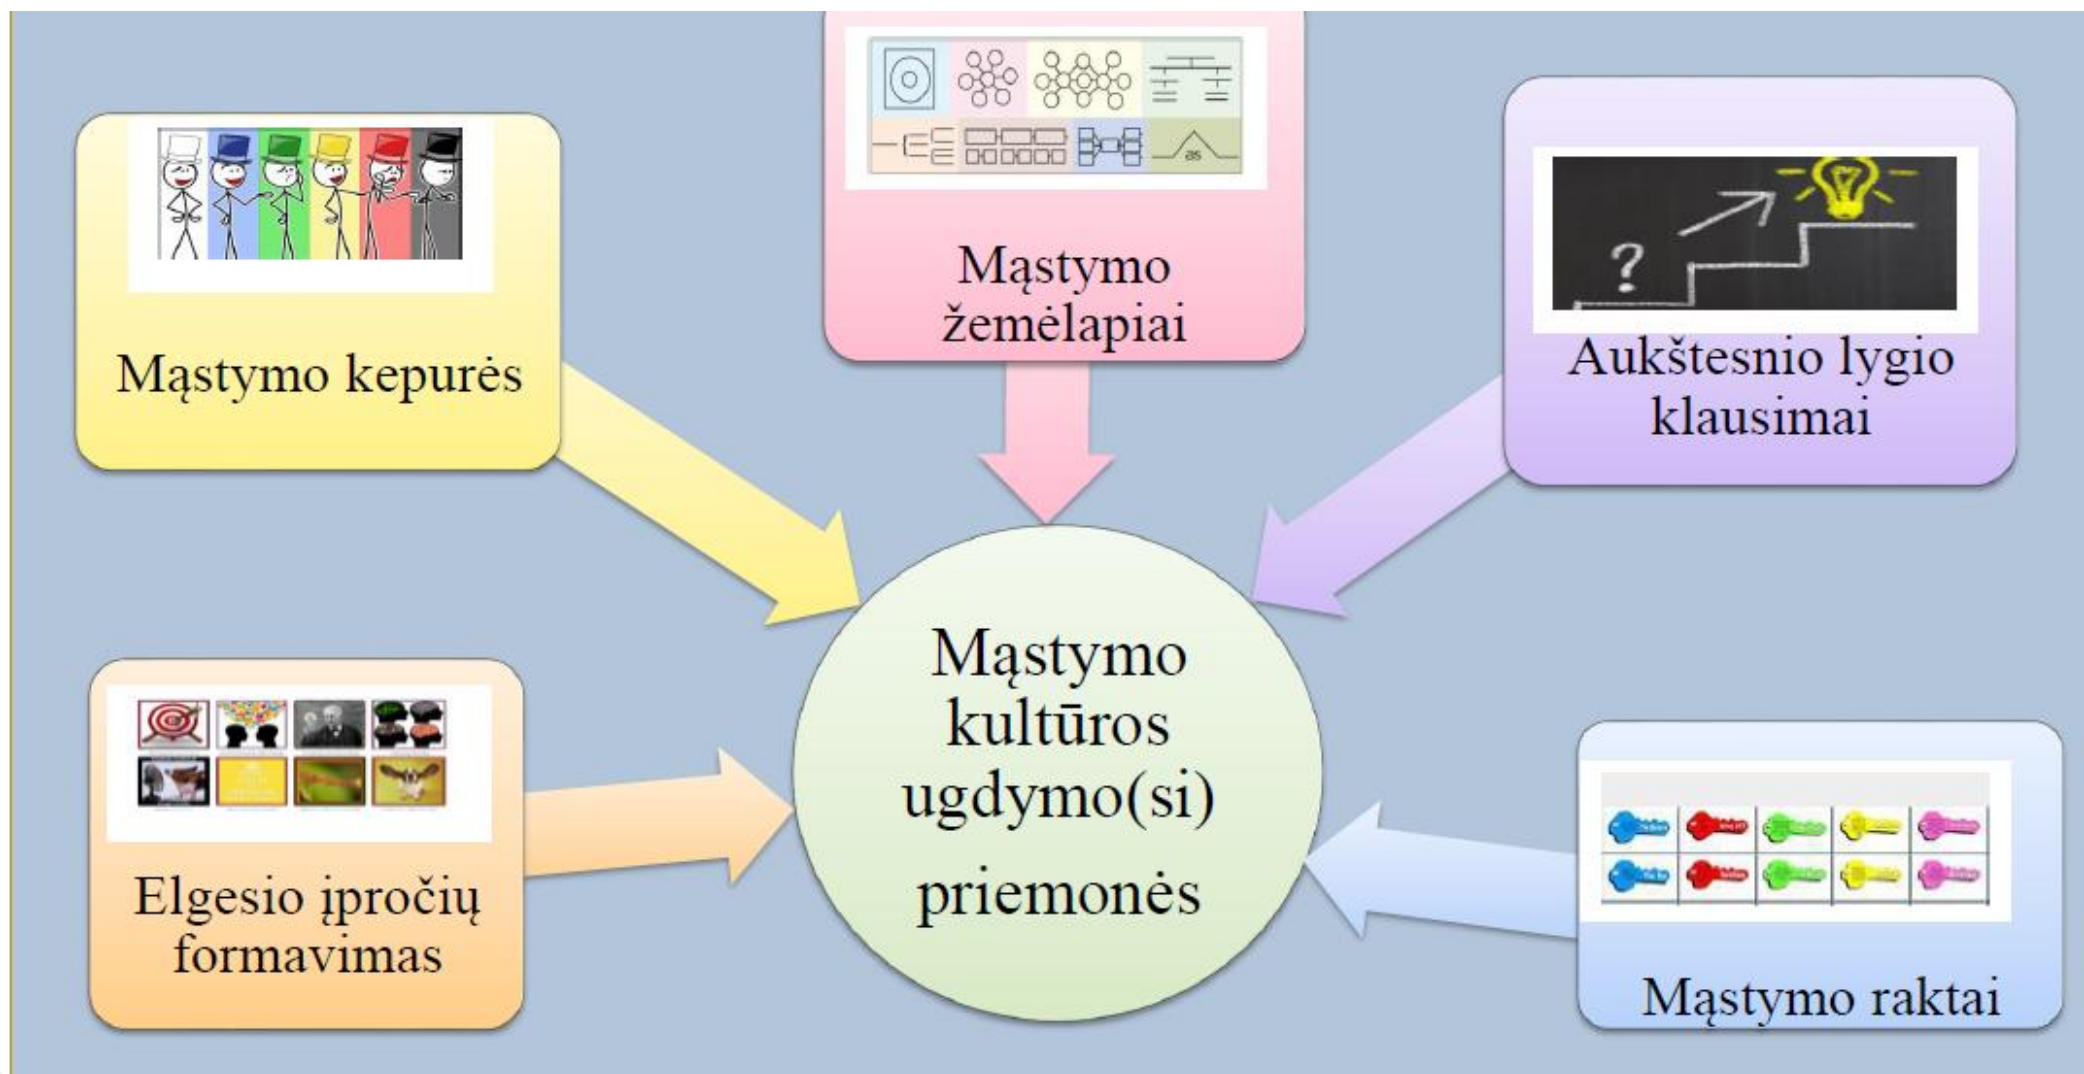 Mąstymo
žemėlapiai
Mąstymo kepurės
Aukštesnio lygio
klausimai
Mąstymo
kultūros
ugdymo(si)
priemonės
Elgesio įpročių
formavimas
Mąstymo raktai